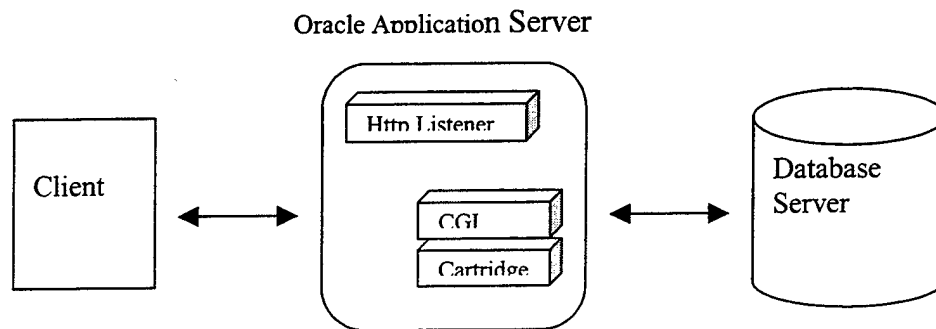 Oracle Application Server
Http Listener
Client
CGI
Cartridge
Database
Server